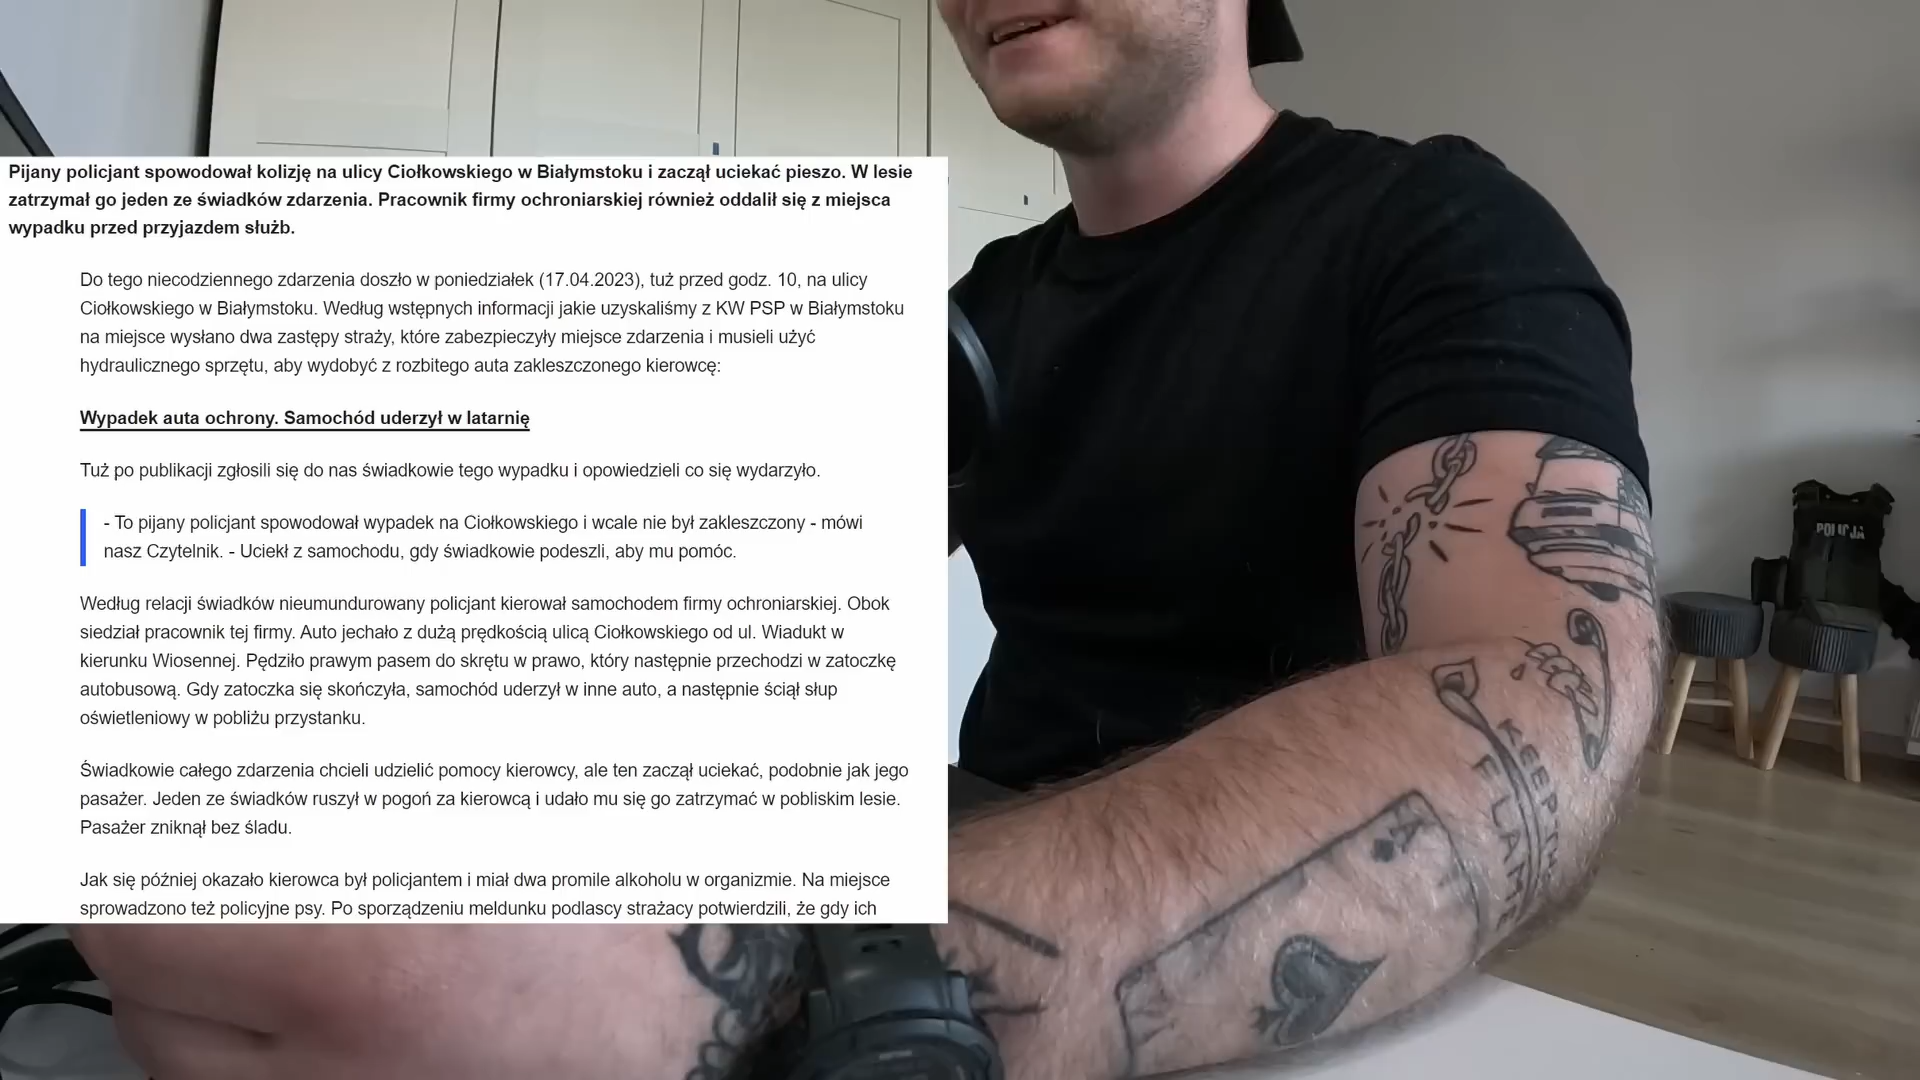 Pijany policjant spowodował kolizję na ulicy Ciołkowskiego w Białymstoku i zaczął uciekać pieszo. W lesie
zatrzymał go jeden ze świadków zdarzenia. Pracownik firmy ochroniarskiej również oddalił się z miejsca
wypadku przed przyjazdem służb.
Do tego niecodziennego zdarzenia doszło w poniedziałek (17.04.2023), tuż przed godz. 10, na ulicy
Ciołkowskiego w Białymstoku. Według wstępnych informacji jakie uzyskaliśmy z KW PSP w Białymstoku
na miejsce wysłano dwa zastępy straży, które zabezpieczyły miejsce zdarzenia i musieli użyć
hydraulicznego sprzętu, aby wydobyć z rozbitego auta zakleszczonego kierowcę:
Wypadek auta ochrony. Samochód uderzył w latarnię
Tuż po publikacji zgłosili się do nas świadkowie tego wypadku i opowiedzieli co się wydarzyło.
- To pijany policjant spowodował wypadek na Ciołkowskiego i wcale nie był zakleszczony - mówi
nasz Czytelnik. - Uciekł z samochodu, gdy świadkowie podeszli, aby mu pomóc.
Według relacji świadków nieumundurowany policjant kierował samochodem firmy ochroniarskiej. Obok
siedział pracownik tej firmy. Auto jechało z dużą prędkością ulicą Ciołkowskiego od ul. Wiadukt w
kierunku Wiosennej. Pędziło prawym pasem do skrętu w prawo, który następnie przechodzi w zatoczkę
autobusową. Gdy zatoczka się skończyła, samochód uderzył w inne auto, a następnie ściął słup
oświetleniowy w pobliżu przystanku.
Świadkowie całego zdarzenia chcieli udzielić pomocy kierowcy, ale ten zaczął uciekać, podobnie jak jego
pasażer. Jeden ze świadków ruszył w pogoń za kierowcą i udało mu się go zatrzymać w pobliskim lesie.
Pasażer zniknął bez śladu.
Jak się później okazało kierowca był policjantem i miał dwa promile alkoholu w organizmie. Na miejsce
sprowadzono też policyjne psy. Po sporządzeniu meldunku podlascy strażacy potwierdzili, że gdy ich
POLICJA
KEEP
FLAME
A